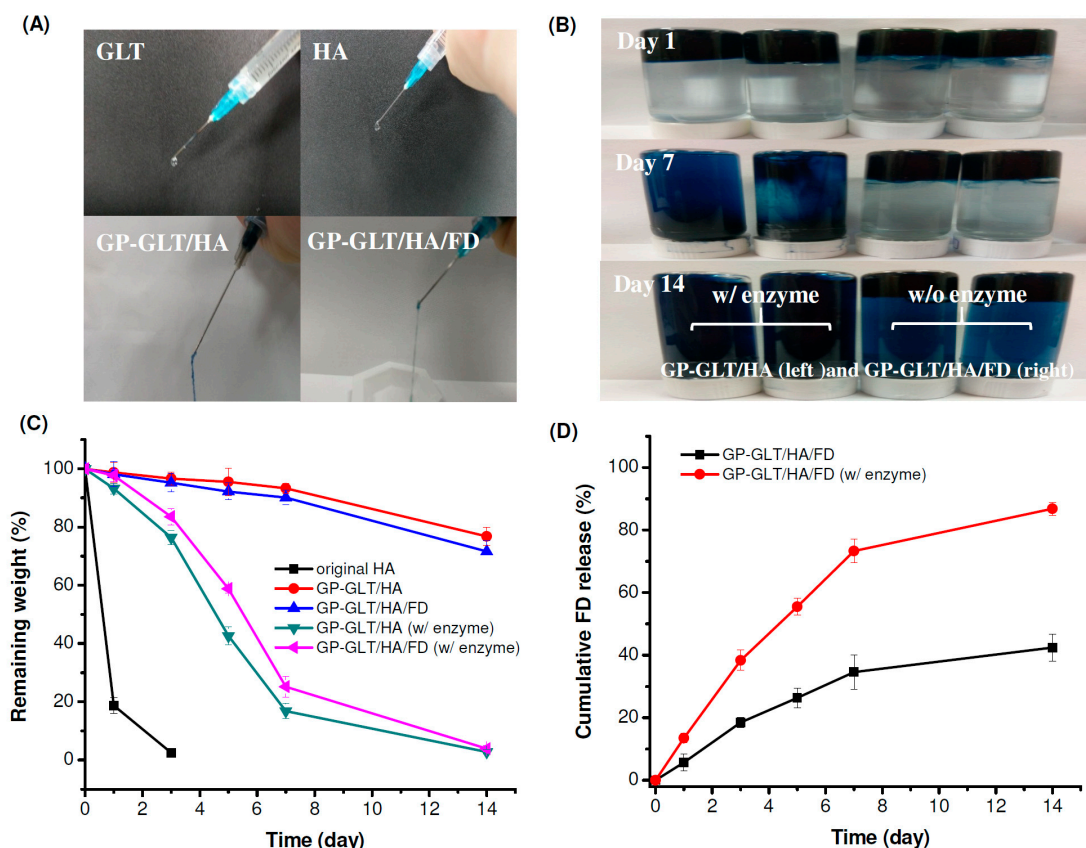 (A)
GLT
HA
GP-GLT/HA
GP-GLT/HA/FD
(B)
Day 1
Day 7
Day 14
w/ enzyme
w/o enzyme
GP-GLT/HA (left )and GP-GLT/HA/FD (right)
(C)
Remaining weight (%)
100
80
60
40
20
0
original HA
GP-GLT/HA
GP-GLT/HA/FD
GP-GLT/HA (w/ enzyme)
GP-GLT/HA/FD (w/ enzyme)
0 2 4 6 8 10 12 14
Time (day)
(D)
Cumulative FD release (%)
100
80
60
40
20
0
GP-GLT/HA/FD
GP-GLT/HA/FD (w/ enzyme)
0 2 4 6 8 10 12 14
Time (day)